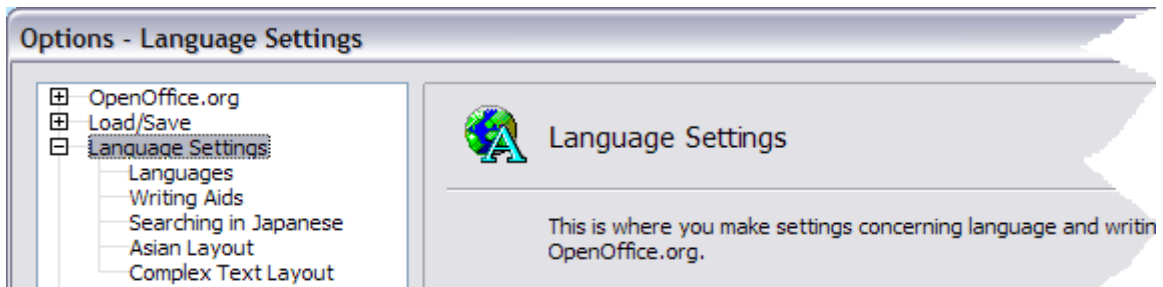 Options - Language Settings
OpenOffice.org
Load/Save
Language Settings
Languages
Writing Aids
Searching in Japanese
Asian Layout
Complex Text Layout
Language Settings
This is where you make settings concerning language and
OpenOffice.org.